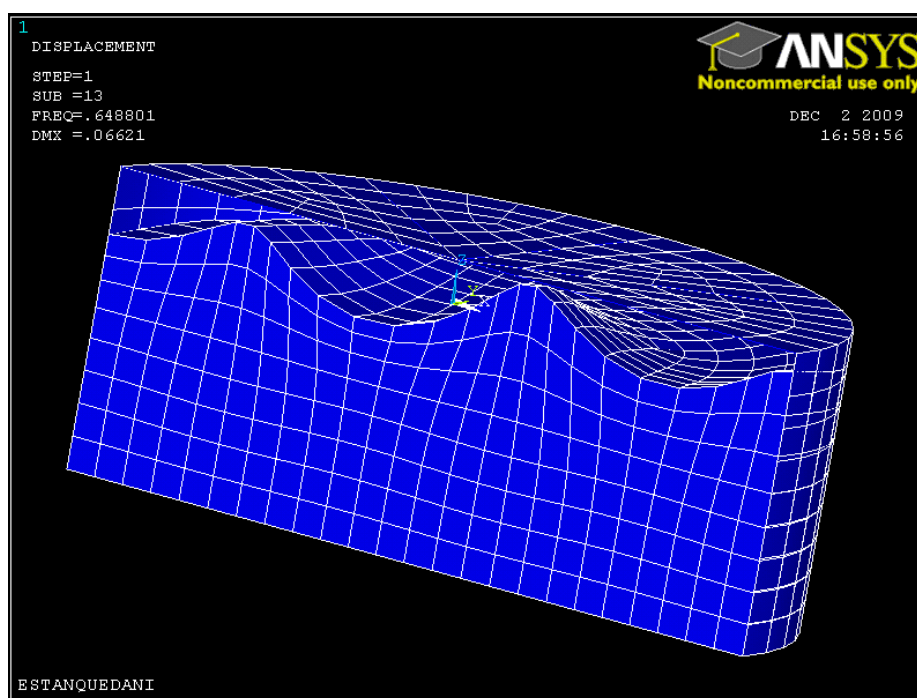 1
DISPLACEMENT
STEP=1
SUB =13
FREQ=.648801
DMX =.06621
ANSYS
Noncommercial use only
DEC 2 2009
16:58:56
Z
Y
X
ESTANQUEDANI